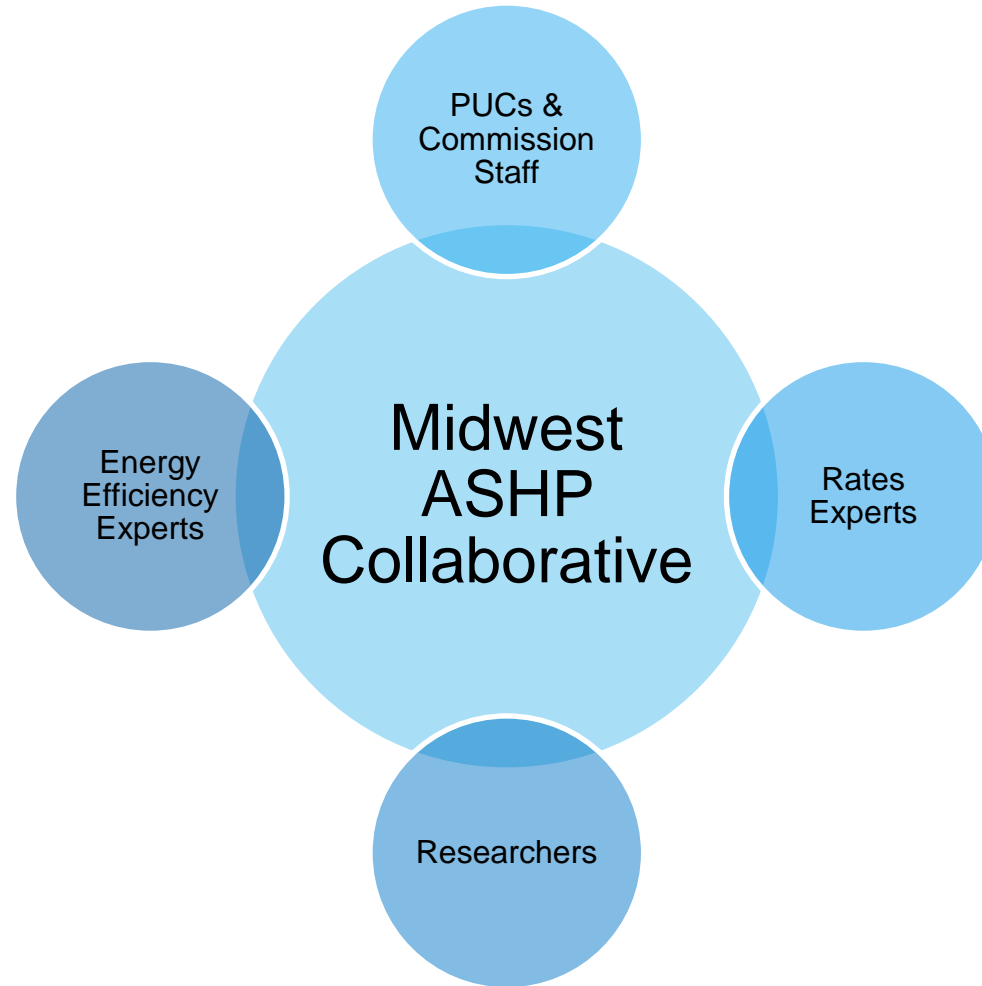 PUCs &
Commission
Staff
Energy
Efficiency
Experts
Midwest
ASHP
Collaborative
Rates
Experts
Researchers